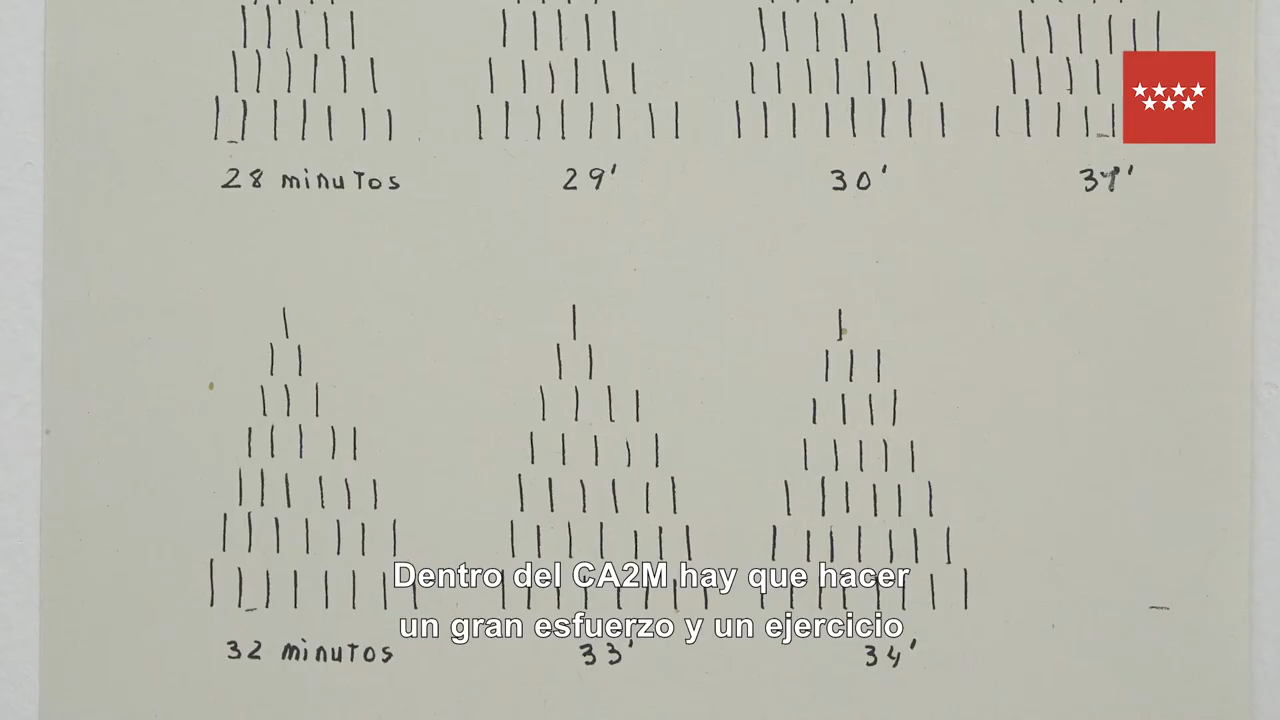 28 minutos 29' 30' 31'
32 minutos 33' 34'
Dentro del CA2M hay que hacer
un gran esfuerzo y un ejercicio